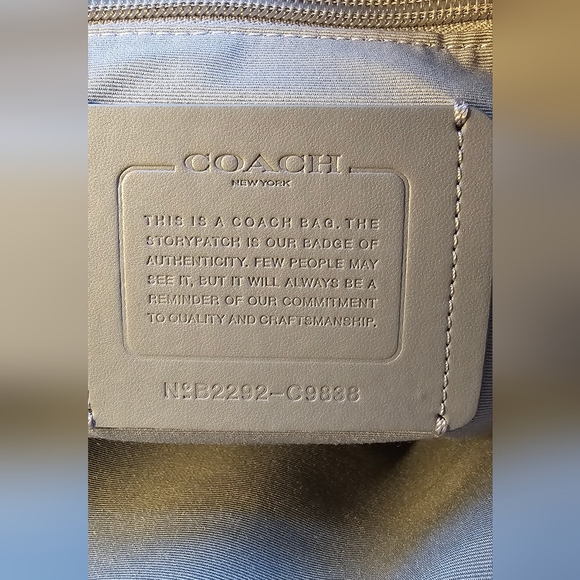 COACH
NEW YORK
THIS IS A COACH BAG. THE
STORYPATCH IS OUR BADGE OF
AUTHENTICITY. FEW PEOPLE MAY
SEE IT, BUT IT WILL ALWAYS BE A
REMINDER OF OUR COMMITMENT
TO QUALITY AND CRAFTSMANSHIP.
NºB2292-C9838